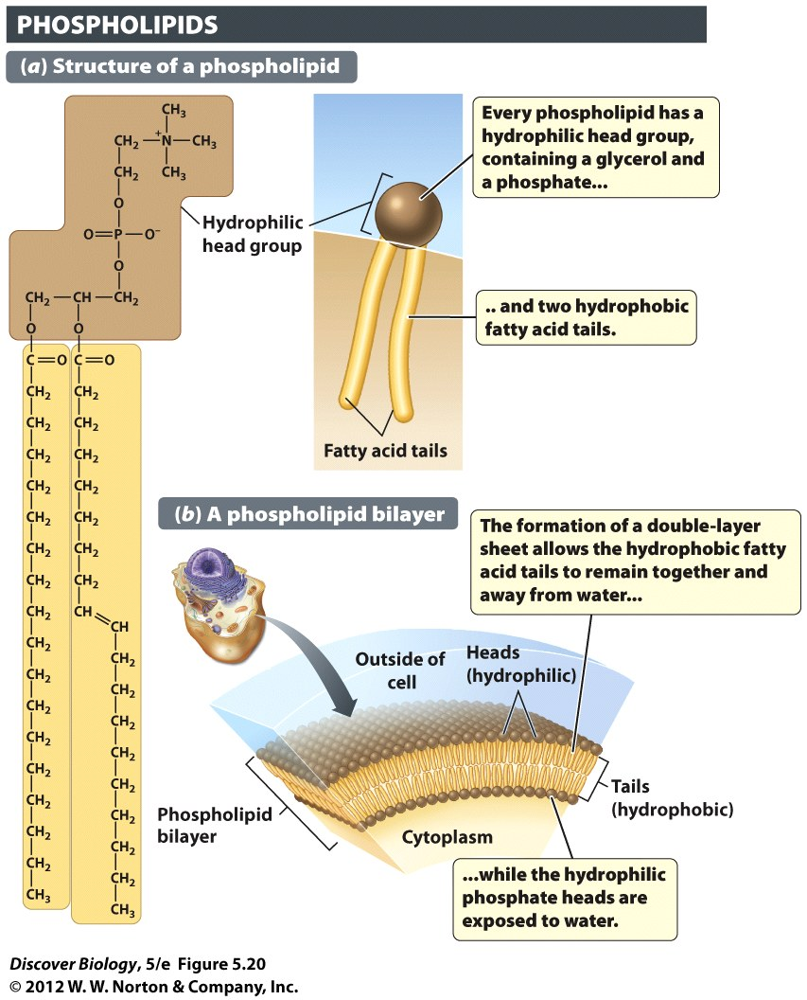 PHOSPHOLIPIDS
(a) Structure of a phospholipid
CH3
CH2—N+—CH3
CH2 CH3
O
O=P—O−
O
CH2—CH—CH2
O O
C=O C=O
CH2 CH2
CH2 CH2
CH2 CH2
CH2 CH2
CH2 CH2
CH2 CH2
CH2 CH2
CH2 CH=CH
CH2 CH2
CH2 CH2
CH2 CH2
CH2 CH2
CH2 CH2
CH2 CH2
CH2 CH2
CH2 CH2
CH3 CH3
Hydrophilic
head group
Every phospholipid has a
hydrophilic head group,
containing a glycerol and
a phosphate...
.. and two hydrophobic
fatty acid tails.
Fatty acid tails
(b) A phospholipid bilayer
The formation of a double-layer
sheet allows the hydrophobic fatty
acid tails to remain together and
away from water...
Outside of
cell
Heads
(hydrophilic)
Tails
(hydrophobic)
Phospholipid
bilayer
Cytoplasm
...while the hydrophilic
phosphate heads are
exposed to water.
Discover Biology, 5/e Figure 5.20
© 2012 W. W. Norton & Company, Inc.